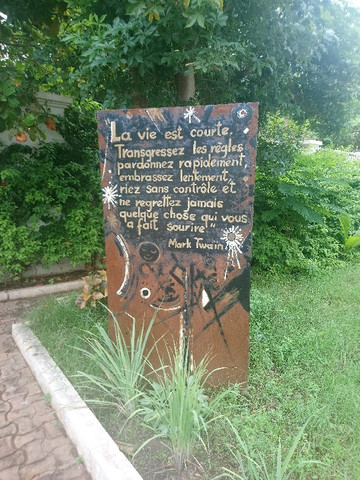 La vie est courte,
Transgressez les règles
pardonnez rapidement
embrassez lentement,
riez sans contrôle et
ne regrettez jamais
quelque chose qui vous
a fait sourire!"
Mark Twain